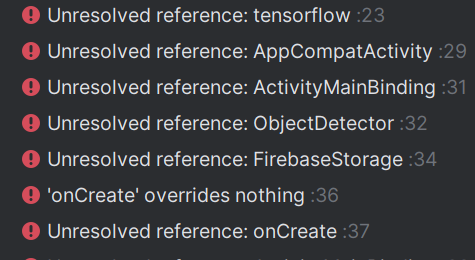 Unresolved reference: tensorflow :23
Unresolved reference: AppCompatActivity :29
Unresolved reference: ActivityMainBinding :31
Unresolved reference: ObjectDetector :32
Unresolved reference: FirebaseStorage :34
'onCreate' overrides nothing :36
Unresolved reference: onCreate :37